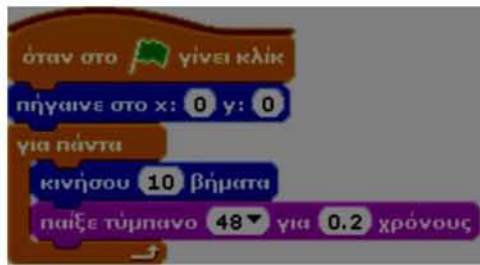 όταν στο γίνει κλίκ
πήγαινε στο x: 0 y: 0
για πάντα
κινήσου 10 βήματα
παίξε τύμπανο 48 για 0.2 χρόνους